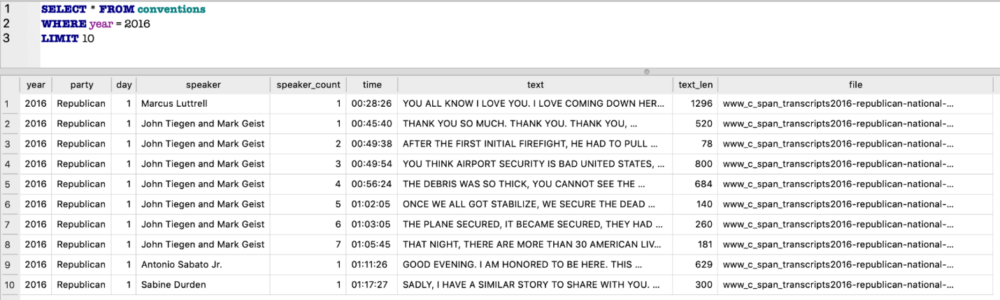 1 SELECT * FROM conventions
2 WHERE year = 2016
3 LIMIT 10
year party day speaker speaker_count time text text_len file
1 2016 Republican 1 Marcus Luttrell 1 00:28:26 YOU ALL KNOW I LOVE YOU. I LOVE COMING DOWN HER... 1296 www_c_span_transcripts2016-republican-national-...
2 2016 Republican 1 John Tiegen and Mark Geist 1 00:45:40 THANK YOU SO MUCH. THANK YOU. THANK YOU, ... 520 www_c_span_transcripts2016-republican-national-...
3 2016 Republican 1 John Tiegen and Mark Geist 2 00:49:38 AFTER THE FIRST INITIAL FIREFIGHT, HE HAD TO PULL ... 78 www_c_span_transcripts2016-republican-national-...
4 2016 Republican 1 John Tiegen and Mark Geist 3 00:49:54 YOU THINK AIRPORT SECURITY IS BAD UNITED STATES, ... 800 www_c_span_transcripts2016-republican-national-...
5 2016 Republican 1 John Tiegen and Mark Geist 4 00:56:24 THE DEBRIS WAS SO THICK, YOU CANNOT SEE THE ... 684 www_c_span_transcripts2016-republican-national-...
6 2016 Republican 1 John Tiegen and Mark Geist 5 01:02:05 ONCE WE ALL GOT STABILIZE, WE SECURE THE DEAD ... 140 www_c_span_transcripts2016-republican-national-...
7 2016 Republican 1 John Tiegen and Mark Geist 6 01:03:05 THE PLANE SECURED, IT BECAME SECURED, THEY HAD ... 260 www_c_span_transcripts2016-republican-national-...
8 2016 Republican 1 John Tiegen and Mark Geist 7 01:05:45 THAT NIGHT, THERE ARE MORE THAN 30 AMERICAN LIV... 181 www_c_span_transcripts2016-republican-national-...
9 2016 Republican 1 Antonio Sabato Jr. 1 01:11:26 GOOD EVENING. I AM HONORED TO BE HERE. THIS ... 629 www_c_span_transcripts2016-republican-national-...
10 2016 Republican 1 Sabine Durden 1 01:17:27 SADLY, I HAVE A SIMILAR STORY TO SHARE WITH YOU. ... 300 www_c_span_transcripts2016-republican-national-...